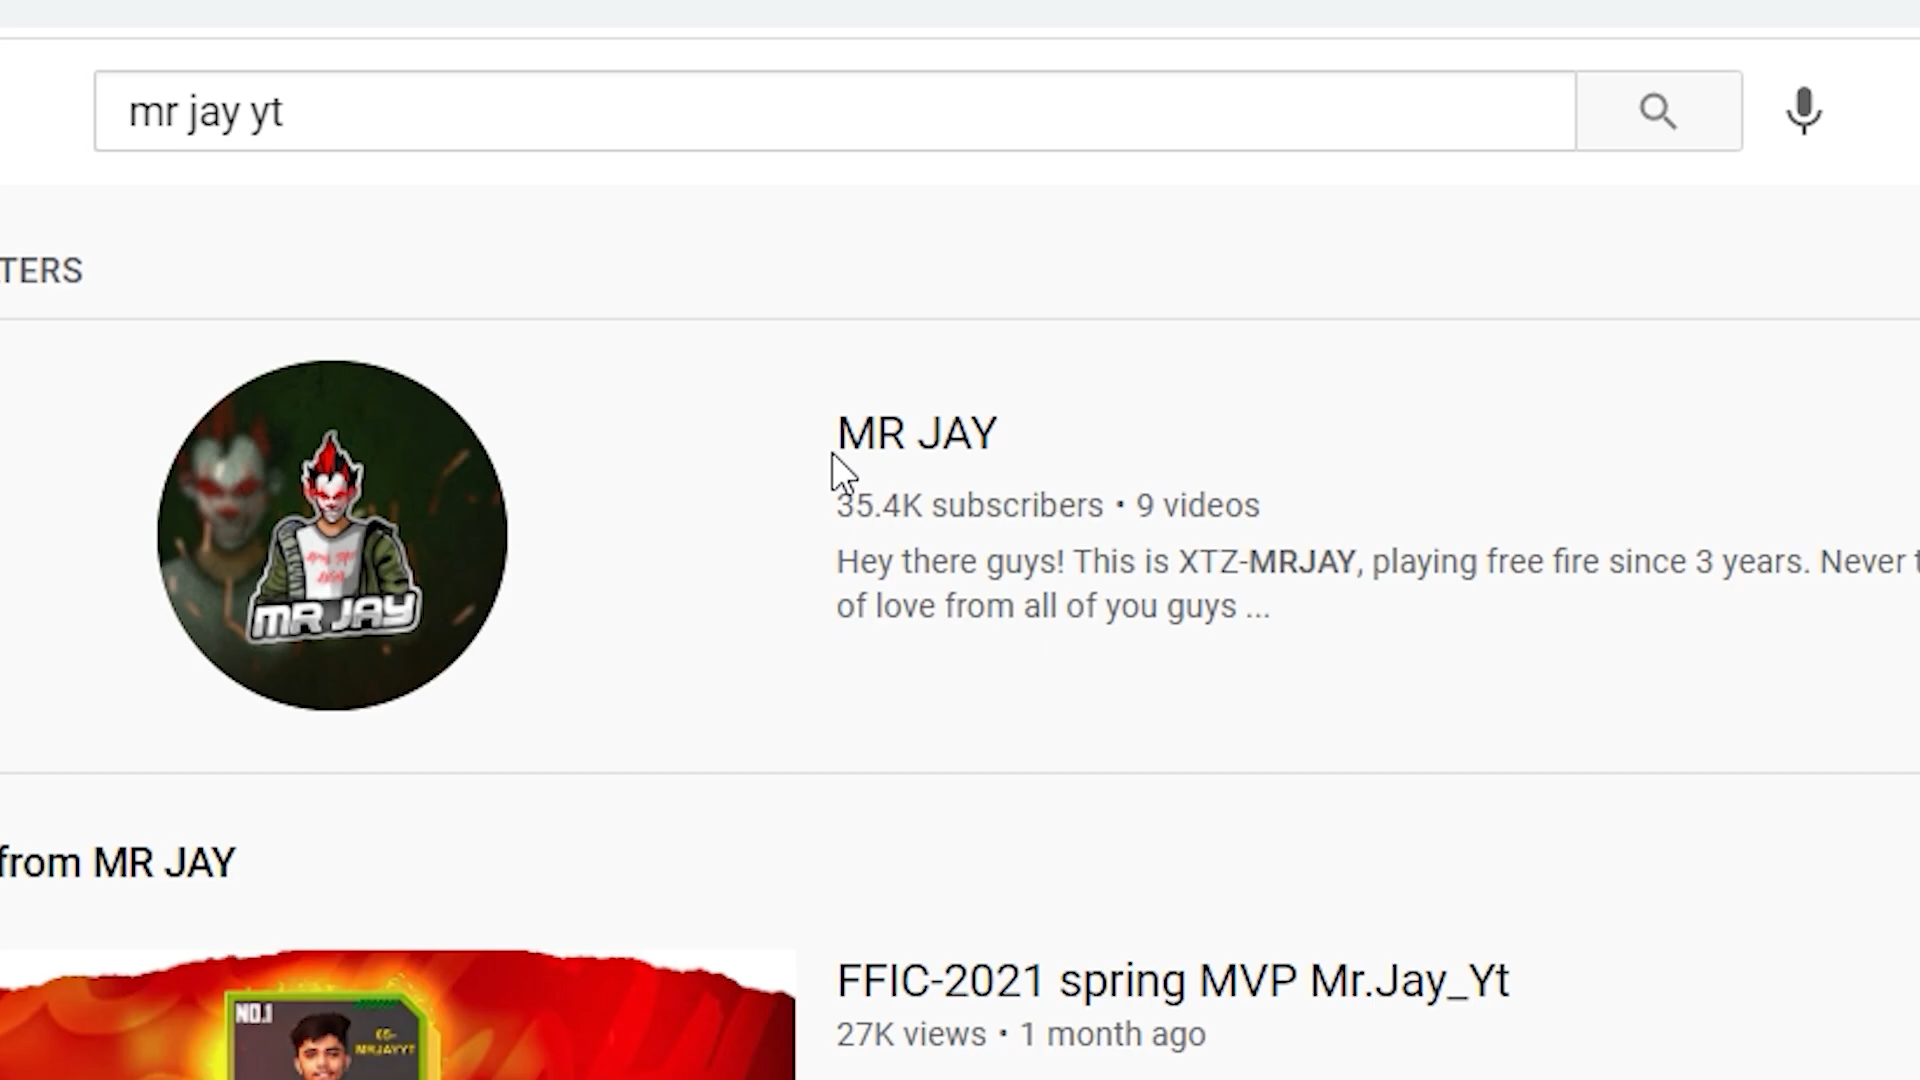 mr jay yt
TERS
MR JAY
35.4K subscribers • 9 videos
Hey there guys! This is XTZ-MRJAY, playing free fire since 3 years. Never t
of love from all of you guys ...
MR JAY
from MR JAY
FFIC-2021 spring MVP Mr.Jay_Yt
27K views • 1 month ago
NO.1
MRJAYYT